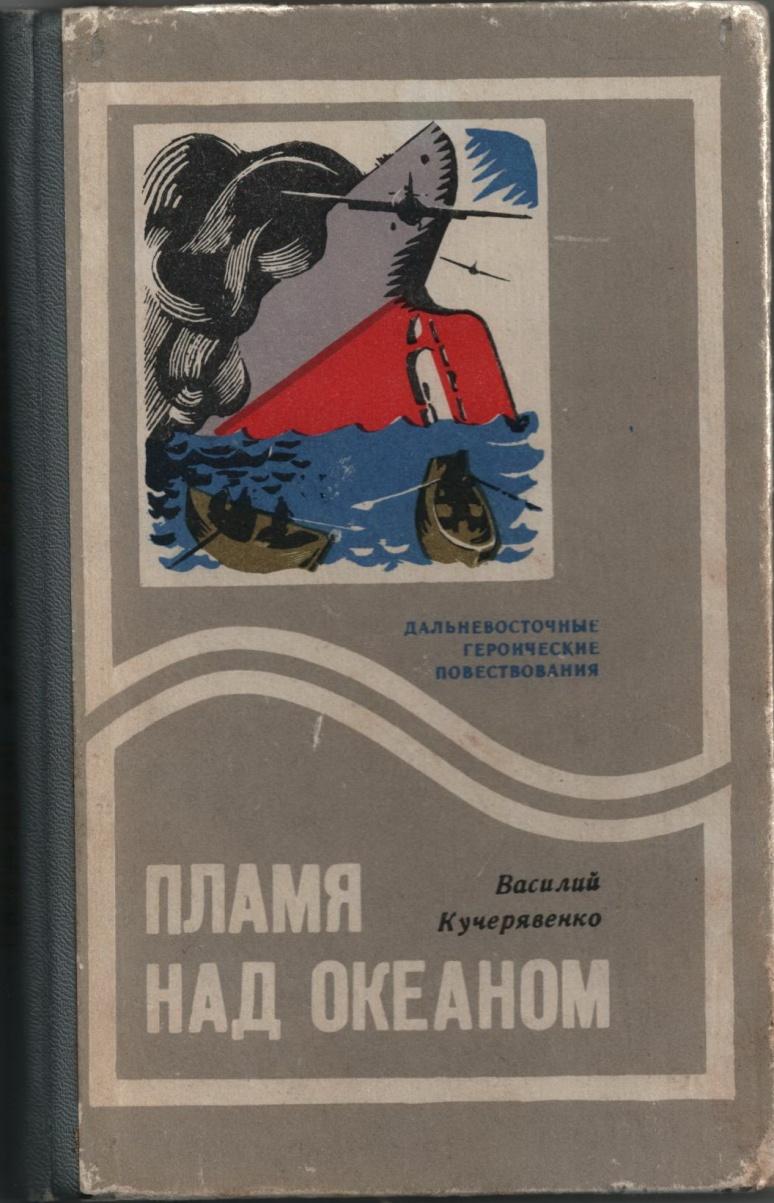 ДАЛЬНЕВОСТОЧНЫЕ
ГЕРОИЧЕСКИЕ
ПОВЕСТВОВАНИЯ
Василий
Кучерявенко
ПЛАМЯ
НАД ОКЕАНОМ